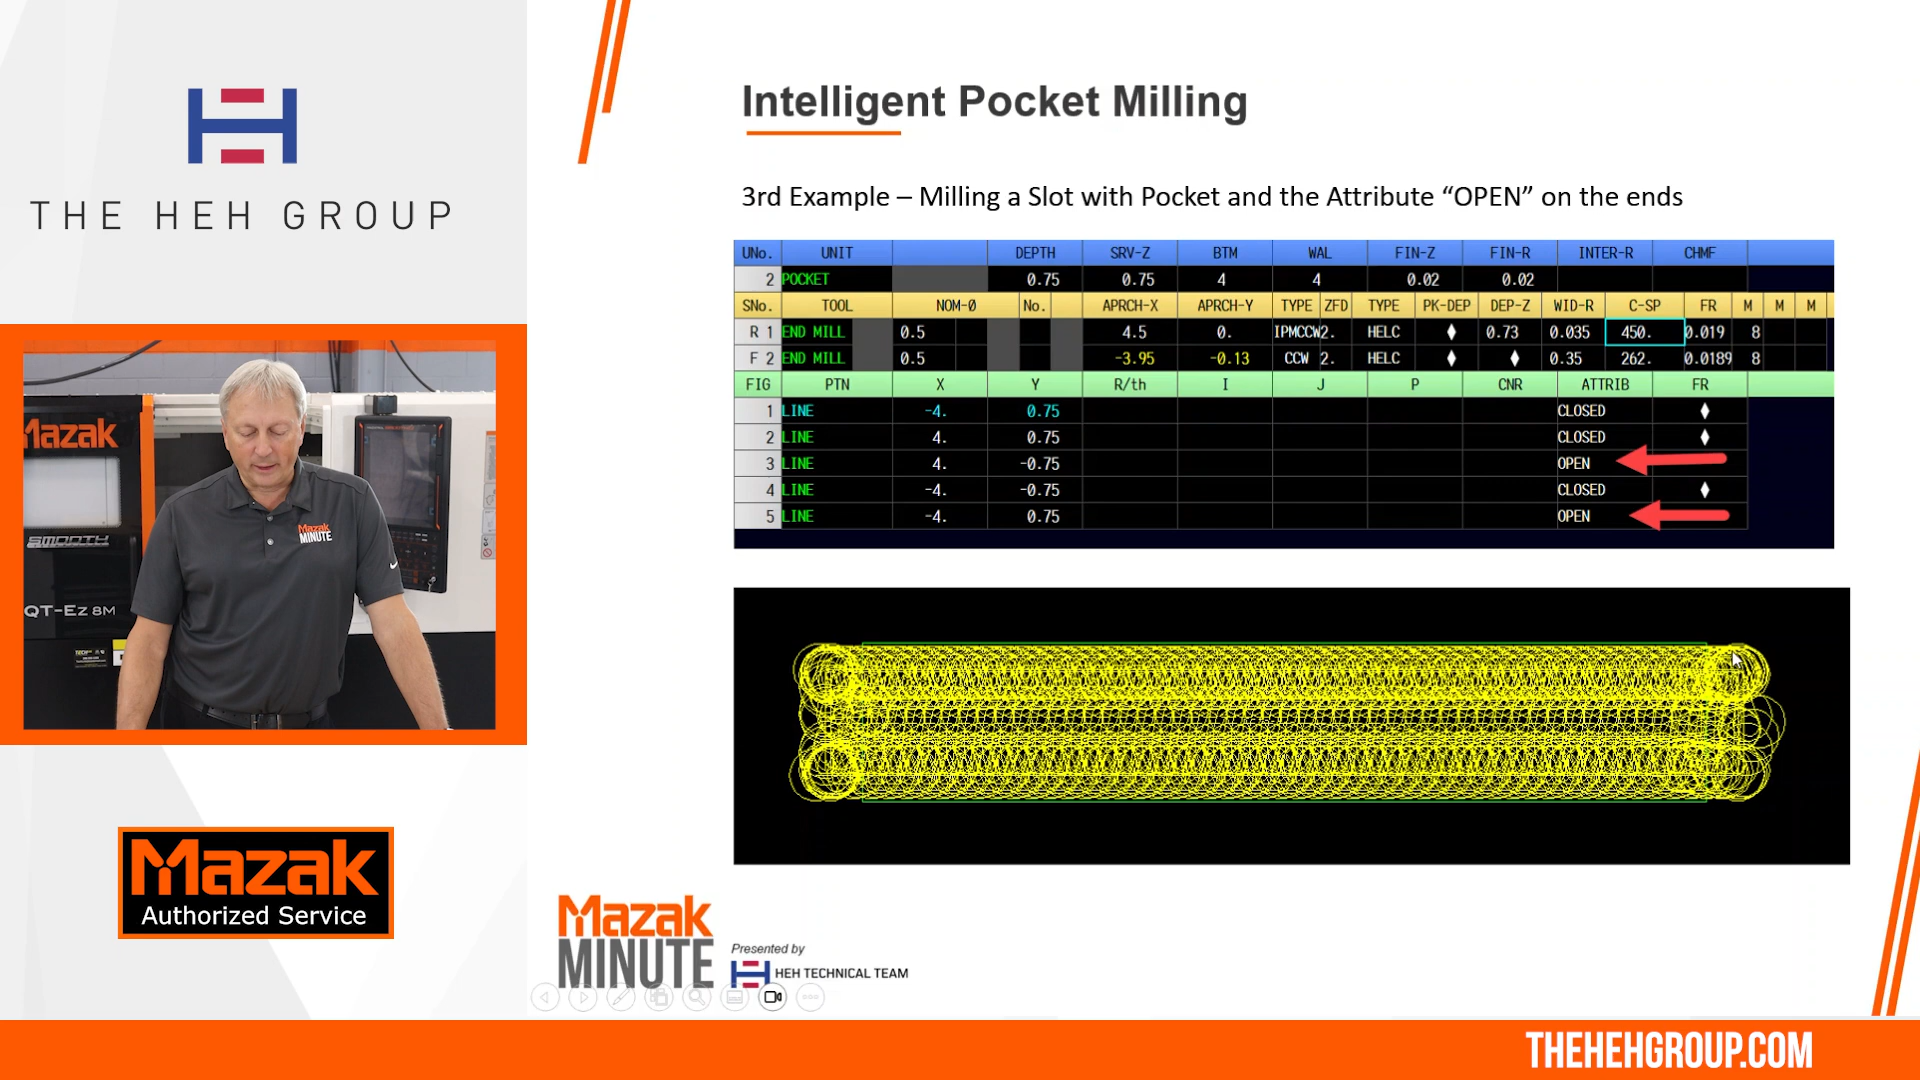 THE HEH GROUP
Mazak
SMOOTH
QT-Ez 8M
Mazak
MINUTE
Mazak
Authorized Service
Intelligent Pocket Milling
3rd Example – Milling a Slot with Pocket and the Attribute “OPEN” on the ends
UNo. UNIT DEPTH SRV-Z BTM WAL FIN-Z FIN-R INTER-R CHMF
2 POCKET 0.75 0.75 4 4 0.02 0.02
SNo. TOOL NOM-Ø No. APRCH-X APRCH-Y TYPE ZFD TYPE PK-DEP DEP-Z WID-R C-SP FR M M M
R 1 END MILL 0.5 4.5 0. IPMCCW 2. HELC ♦ 0.73 0.035 450. 0.019 8
F 2 END MILL 0.5 -3.95 -0.13 CCW 2. HELC ♦ ♦ 0.35 262. 0.0189 8
FIG PTN X Y R/th I J P CNR ATTRIB FR
1 LINE -4. 0.75 CLOSED ♦
2 LINE 4. 0.75 CLOSED ♦
3 LINE 4. -0.75 OPEN
4 LINE -4. -0.75 CLOSED ♦
5 LINE -4. 0.75 OPEN
Mazak
MINUTE
Presented by
HEH TECHNICAL TEAM
THEHEHGROUP.COM